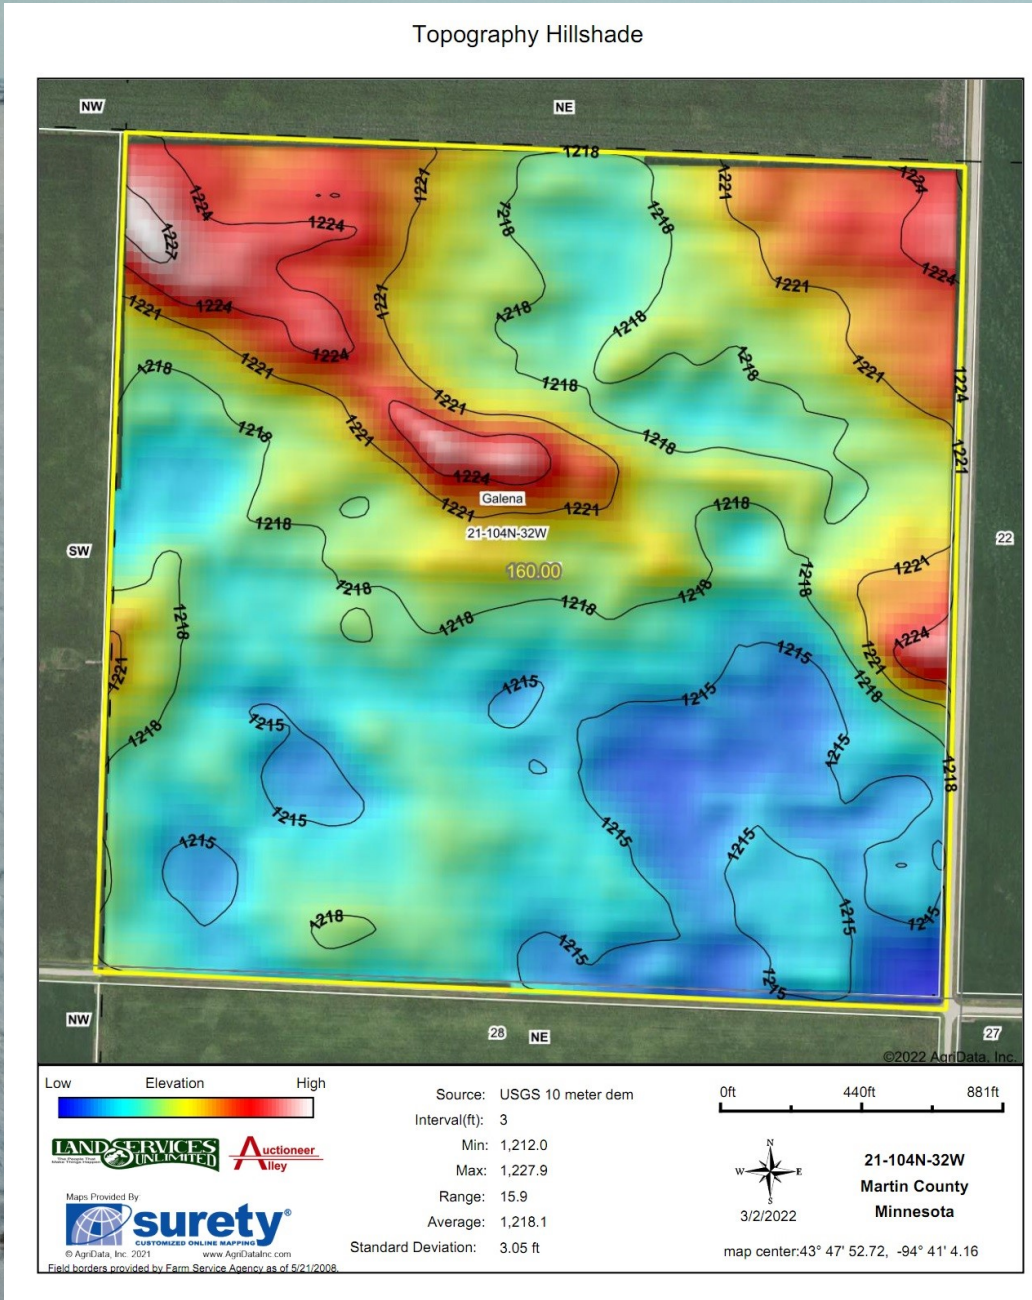 Topography Hillshade
NW
NE
1218
1224
1221
1221
1224
1224
1218
1218
1227
1224
1221
1221
1224
1221
1218
1218
1224
1221
1218
1218
1221
1218
1224
1221
1221
1218
1218
1221
1224
Galena
1218
1221
1221
1218
21-104N-32W
22
SW
160.00
1221
1218
1218
1218
1218
1218
1218
1224
1215
1221
1221
1218
1215
1215
1215
1218
1215
1218
1215
1215
1215
1215
1218
1215
1215
1215
1215
NW
28
NE
27
©2022 AgriData, Inc.
Low Elevation High
LAND SERVICES
UNLIMITED
Auctioneer
Alley
Maps Provided By
surety®
CUSTOMIZED ONLINE MAPPING
© AgriData, Inc. 2021 www.AgriDataInc.com
Field borders provided by Farm Service Agency as of 5/21/2008.
Source: USGS 10 meter dem
Interval(ft): 3
Min: 1,212.0
Max: 1,227.9
Range: 15.9
Average: 1,218.1
Standard Deviation: 3.05 ft
0ft 440ft 881ft
N
W E
S
3/2/2022
21-104N-32W
Martin County
Minnesota
map center:43° 47' 52.72, -94° 41' 4.16